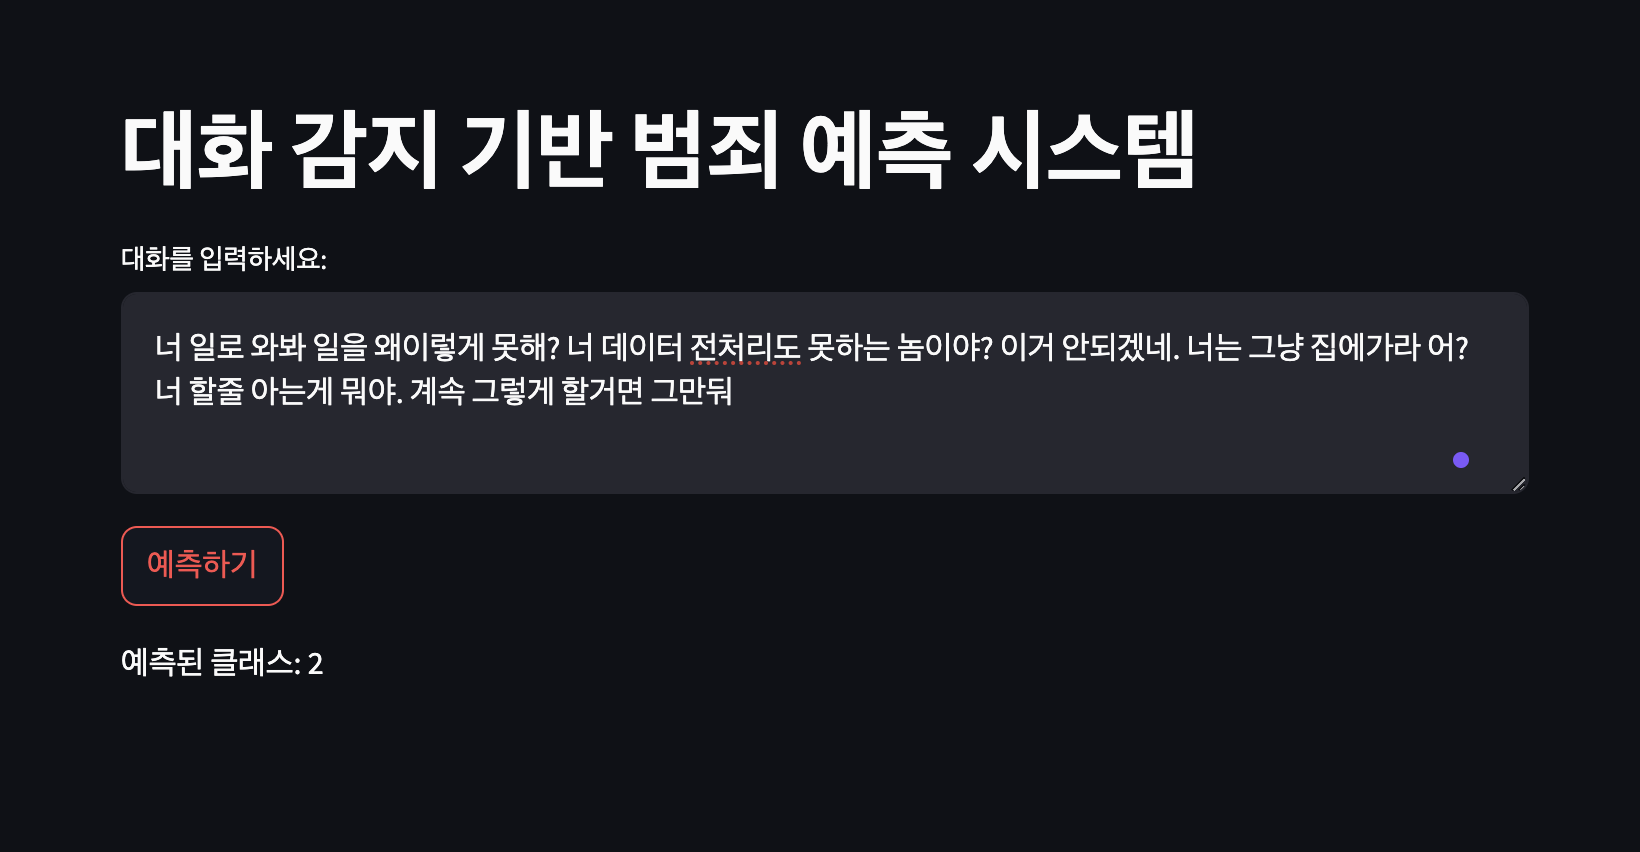 대화 감지 기반 범죄 예측 시스템
대화를 입력하세요:
너 일로 와봐 일을 왜이렇게 못해? 너 데이터 전처리도 못하는 놈이야? 이거 안되겠네. 너는 그냥 집에가라 어?
너 할줄 아는게 뭐야. 계속 그렇게 할거면 그만둬
예측하기
예측된 클래스: 2